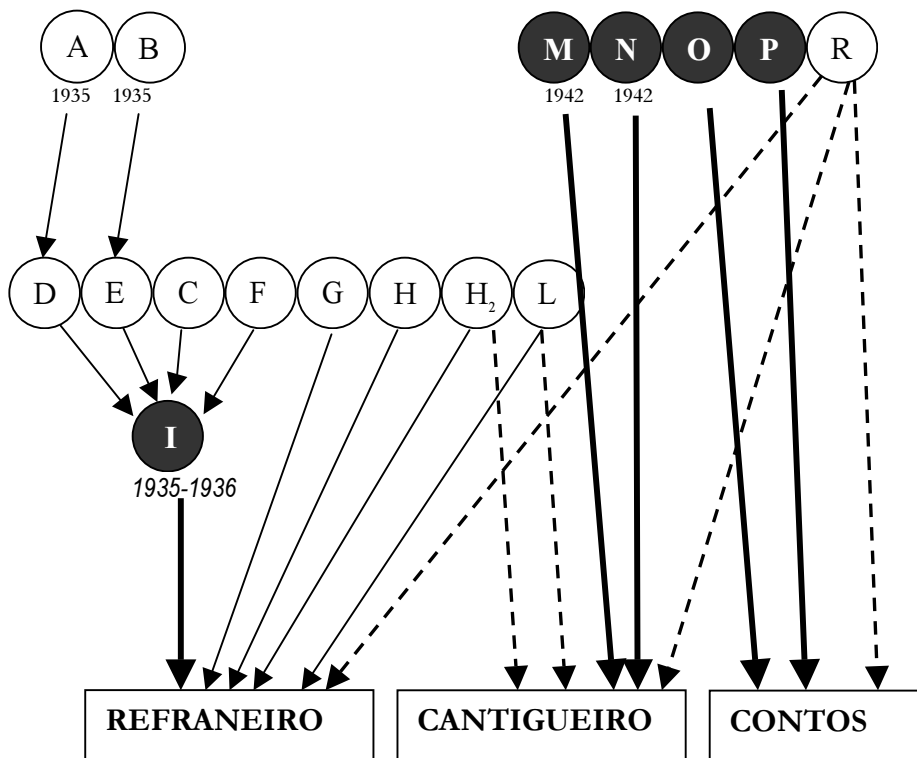 A B M N O P R
1935 1935 1942 1942
D E C F G H H₂ L
I
1935-1936
REFRANEIRO CANTIGUEIRO CONTOS